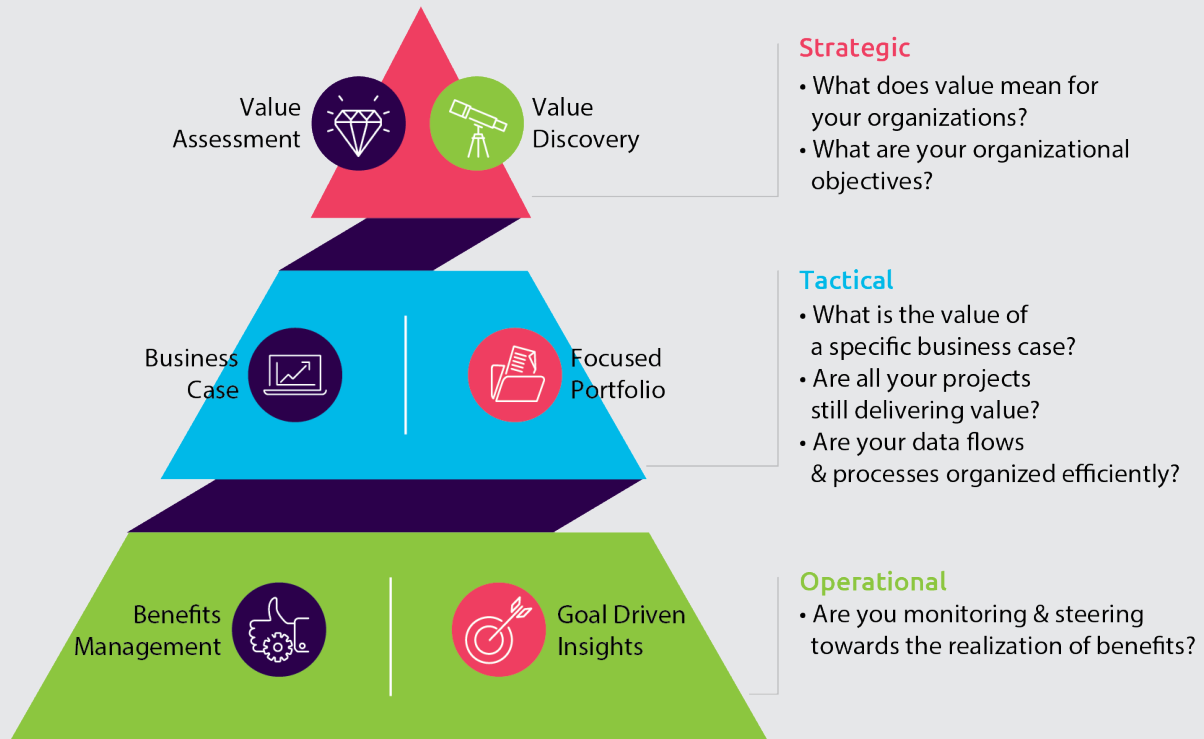 Value
Assessment
Value
Discovery
Strategic
• What does value mean for
your organizations?
• What are your organizational
objectives?
Business
Case
Focused
Portfolio
Tactical
• What is the value of
a specific business case?
• Are all your projects
still delivering value?
• Are your data flows
& processes organized efficiently?
Benefits
Management
Goal Driven
Insights
Operational
• Are you monitoring & steering
towards the realization of benefits?